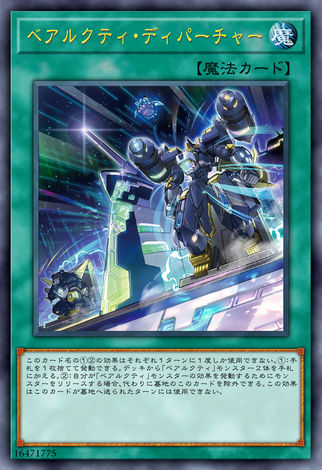 ベアルクティ・ディパーチャー 魔
【魔法カード】
このカード名の①②の効果はそれぞれ1ターンに1度しか使用できない。①:手
札を1枚捨てて発動できる。デッキから「ベアルクティ」モンスター2体を手札
に加える。②:自分が「ベアルクティ」モンスターの効果を発動するためにモン
スターをリリースする場合、代わりに墓地のこのカードを除外できる。この効果
はこのカードが墓地へ送られたターンには使用できない。
16471775